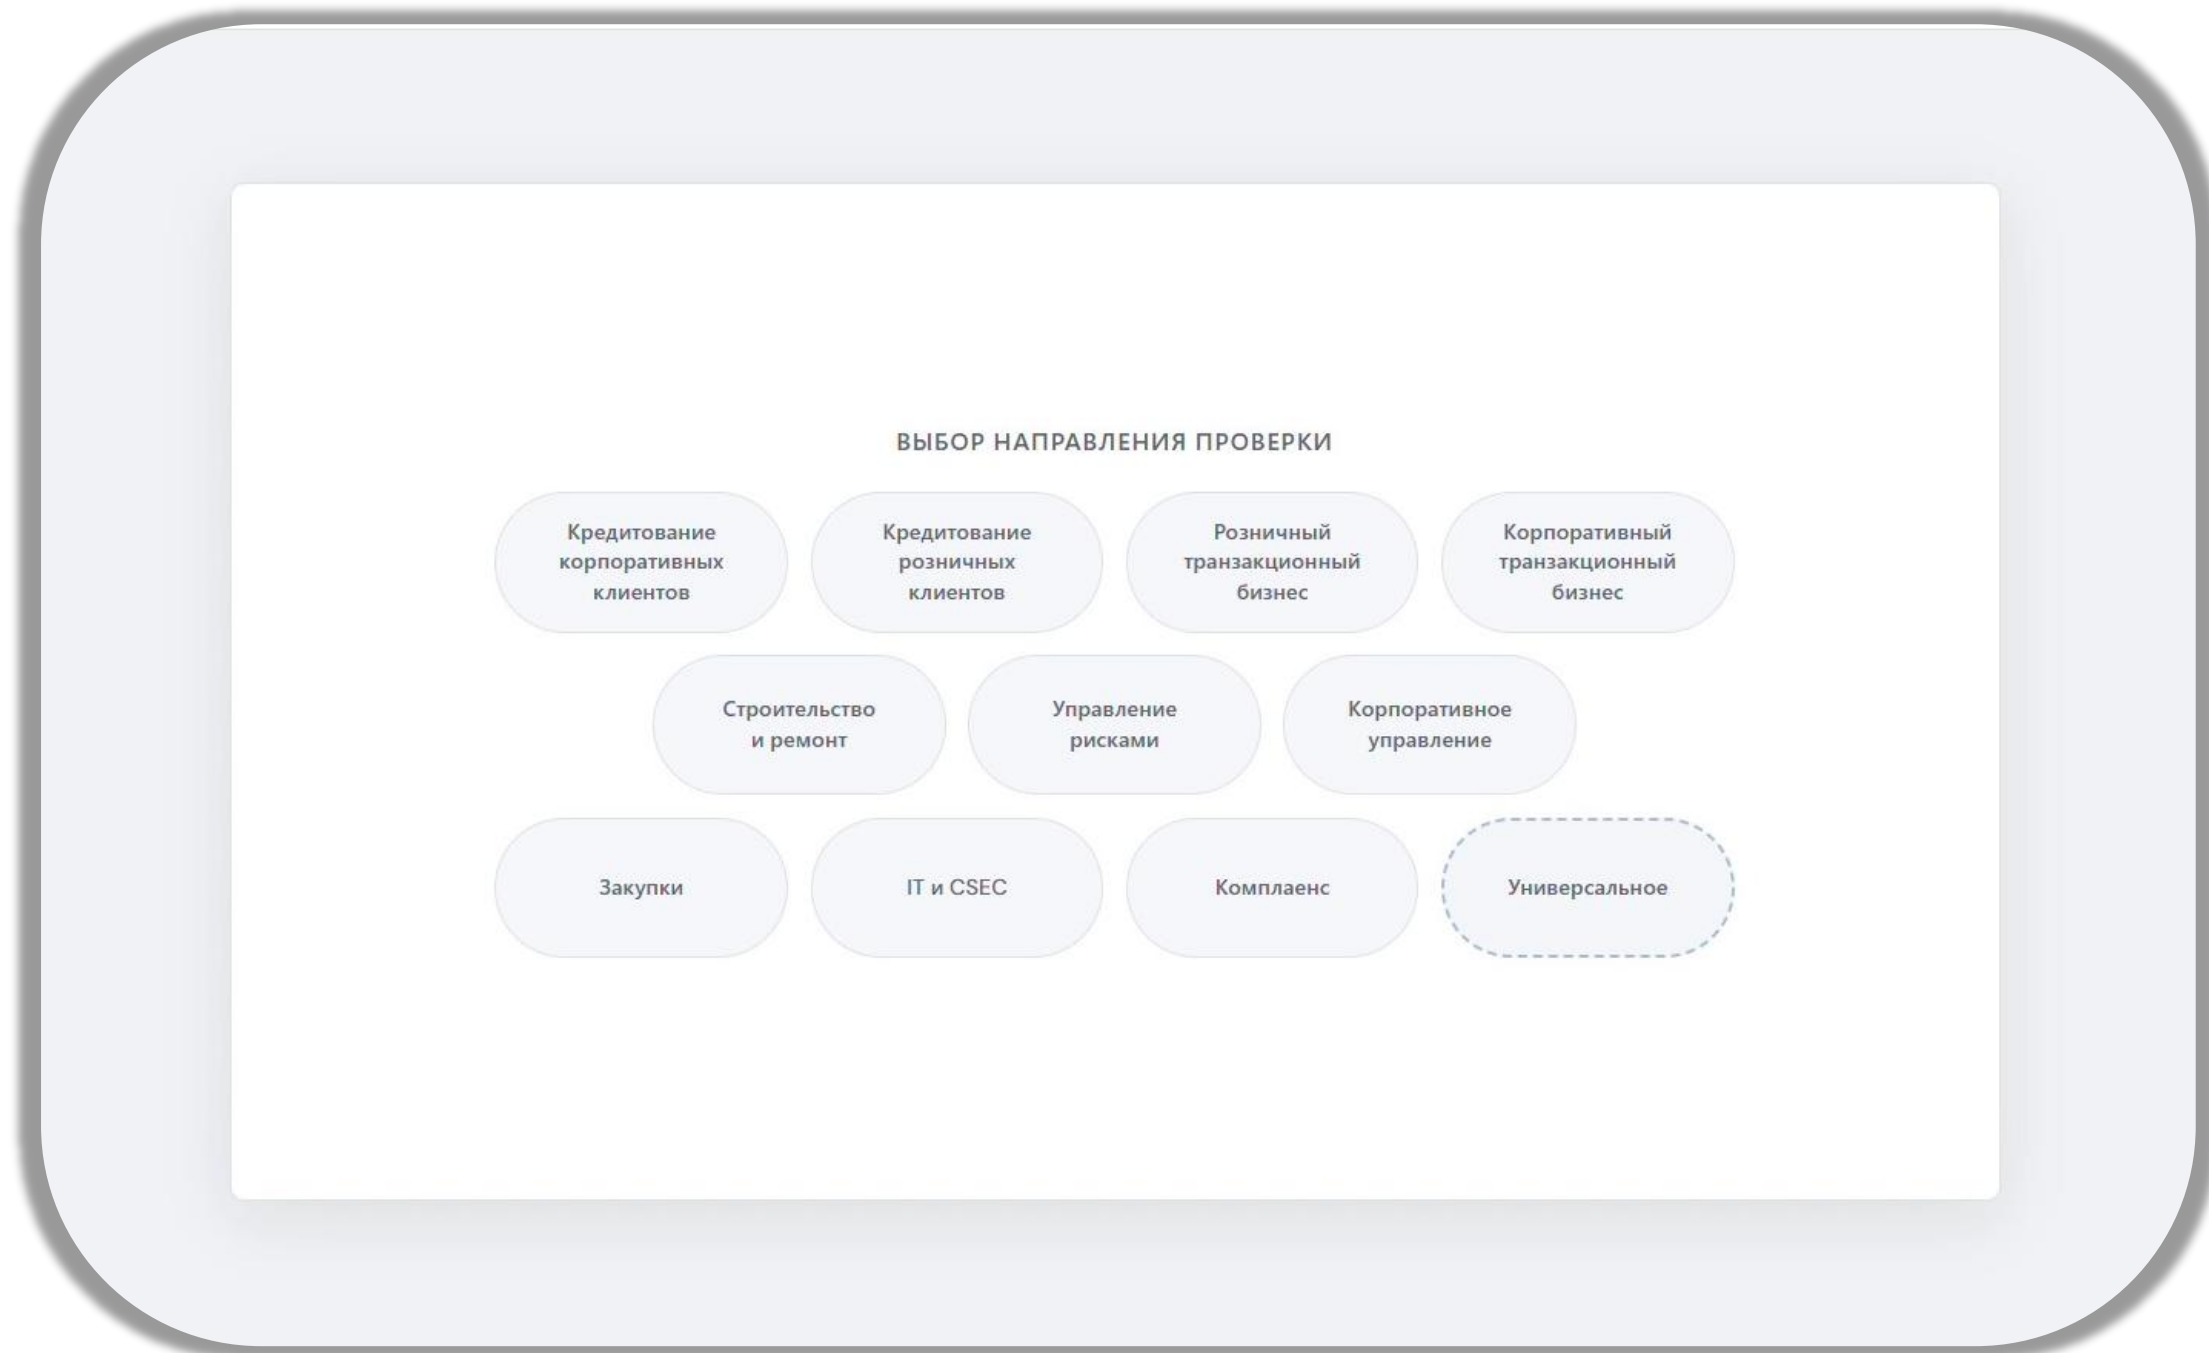 ВЫБОР НАПРАВЛЕНИЯ ПРОВЕРКИ
Кредитование
корпоративных
клиентов
Кредитование
розничных
клиентов
Розничный
транзакционный
бизнес
Корпоративный
транзакционный
бизнес
Строительство
и ремонт
Управление
рисками
Корпоративное
управление
Закупки
IT и CSEC
Комплаенс
Универсальное